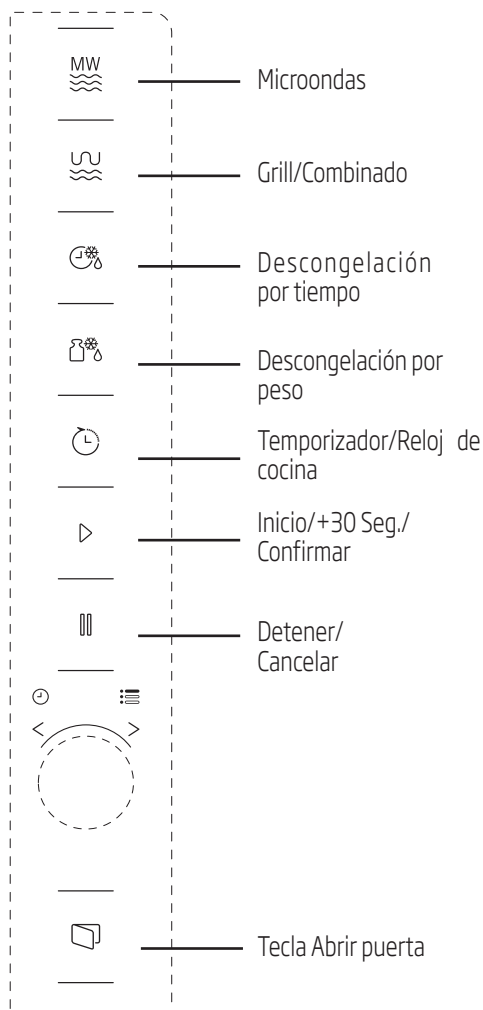 MW
Microondas
Grill/Combinado
Descongelación
por tiempo
Descongelación por
peso
Temporizador/Reloj de
cocina
Inicio/+30 Seg./
Confirmar
Detener/
Cancelar
Tecla Abrir puerta